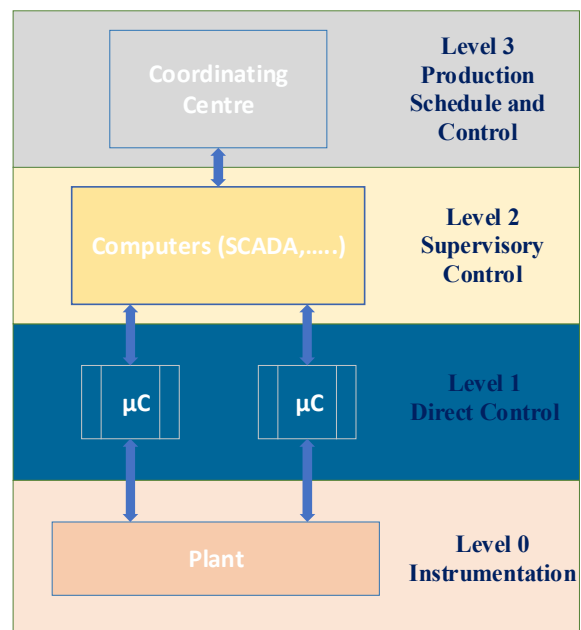 Coordinating
Centre
Level 3
Production
Schedule and
Control
Computers (SCADA,.....)
Level 2
Supervisory
Control
µC
µC
Level 1
Direct Control
Plant
Level 0
Instrumentation